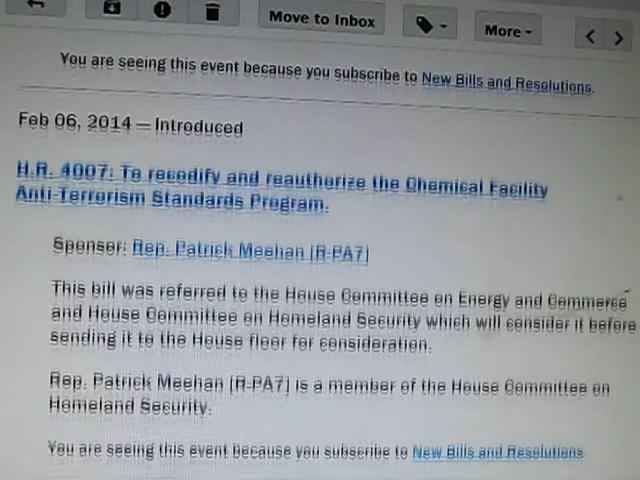 Move to Inbox
More
You are seeing this event because you subscribe to New Bills and Resolutions.
Feb 06, 2014 — Introduced
H.R. 4007: To recodify and reauthorize the Chemical Facility
Anti-Terrorism Standards Program.
Sponsor: Rep. Patrick Meehan [R-PA7]
This bill was referred to the House Committee on Energy and Commerce
and House Committee on Homeland Security which will consider it before
sending it to the House floor for consideration.
Rep. Patrick Meehan [R-PA7] is a member of the House Committee on
Homeland Security.
You are seeing this event because you subscribe to New Bills and Resolutions